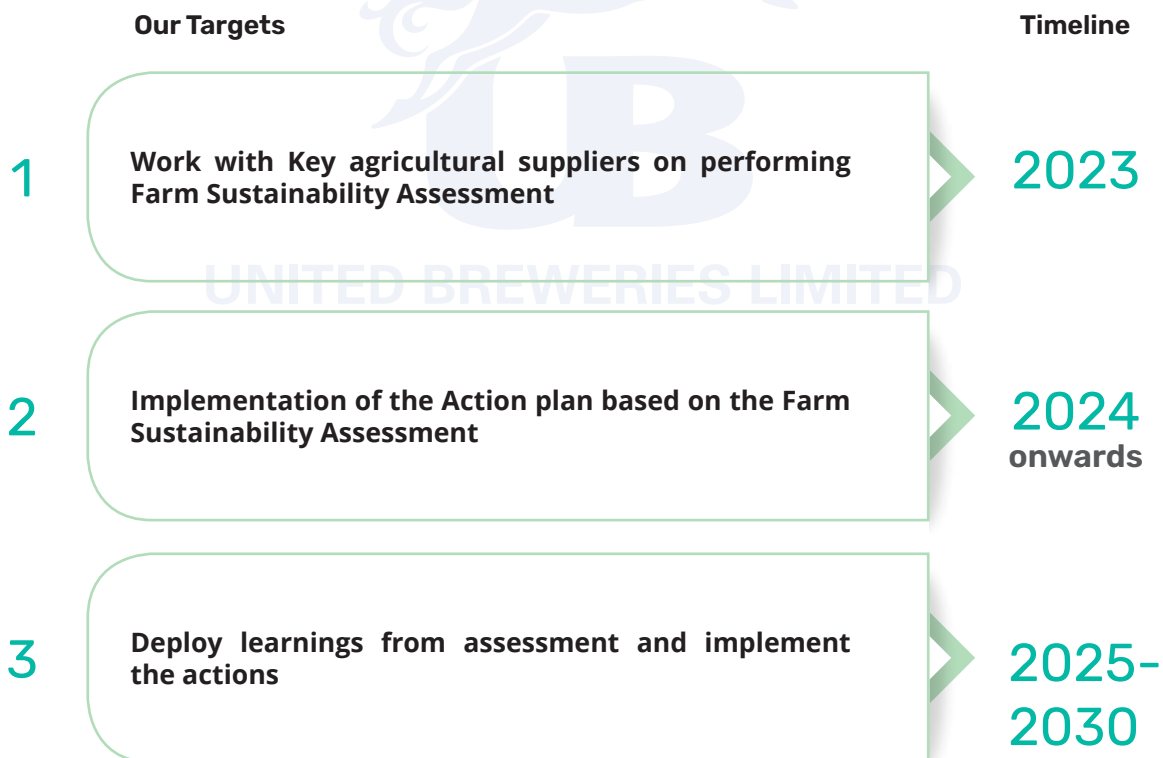 Our Targets
Timeline
1
Work with Key agricultural suppliers on performing
Farm Sustainability Assessment
2023
UB
UNITED BREWERIES LIMITED
2
Implementation of the Action plan based on the Farm
Sustainability Assessment
2024
onwards
3
Deploy learnings from assessment and implement
the actions
2025-
2030